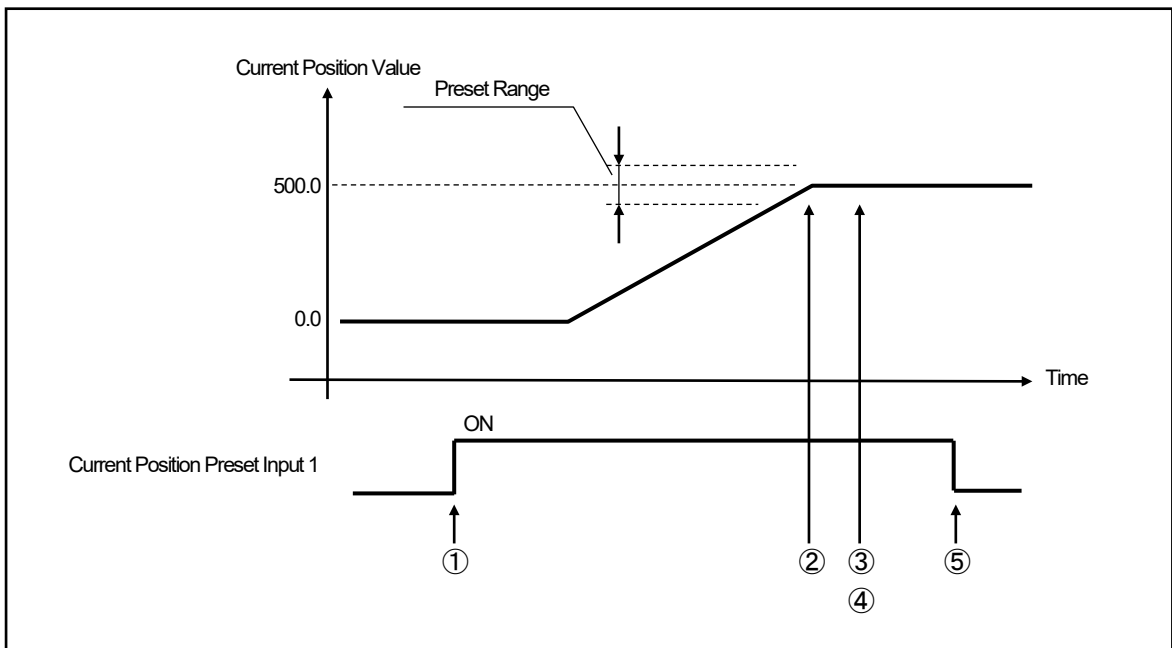 Current Position Value
Preset Range
500.0
0.0
Time
ON
Current Position Preset Input 1
① ② ③ ⑤
④